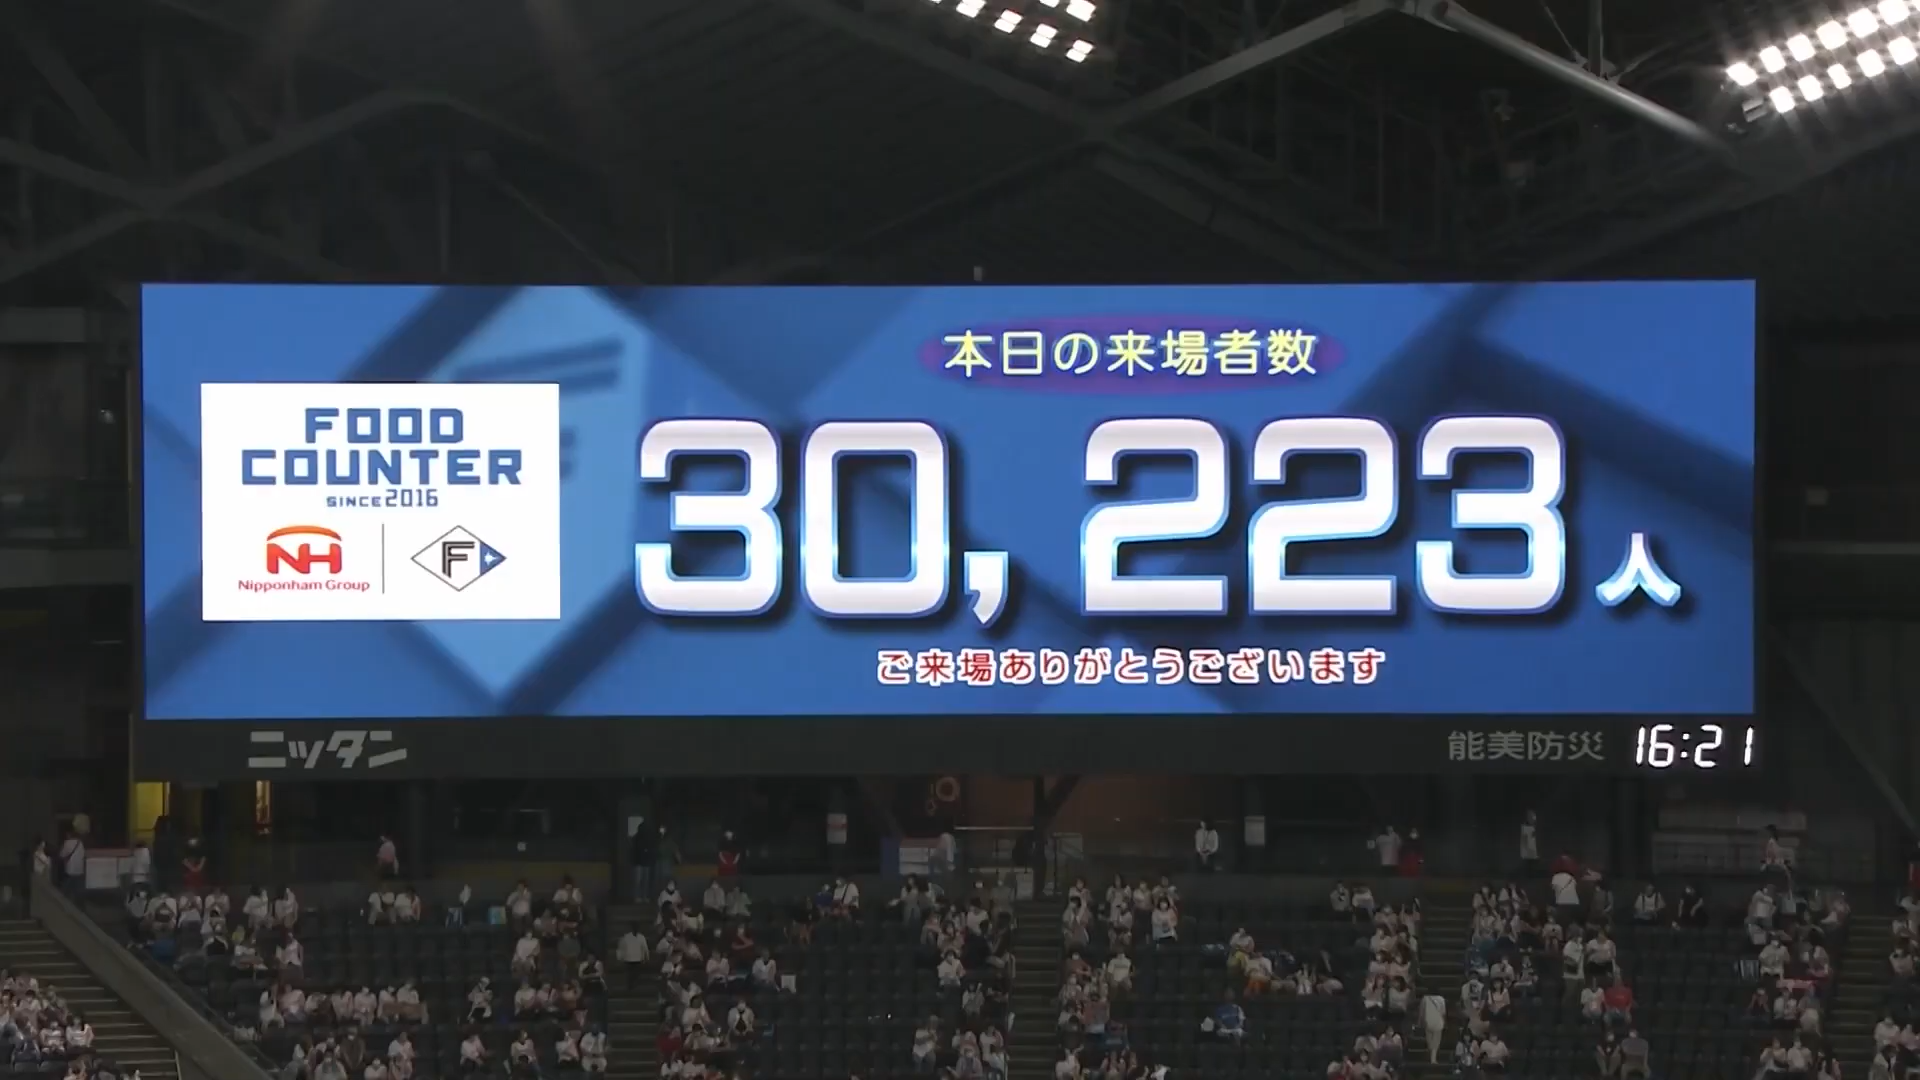 本日の来場者数
FOOD
COUNTER
SINCE 2016
NH
Nipponham Group
F
30,223人
ご来場ありがとうございます
ニッタン
能美防災
16:21